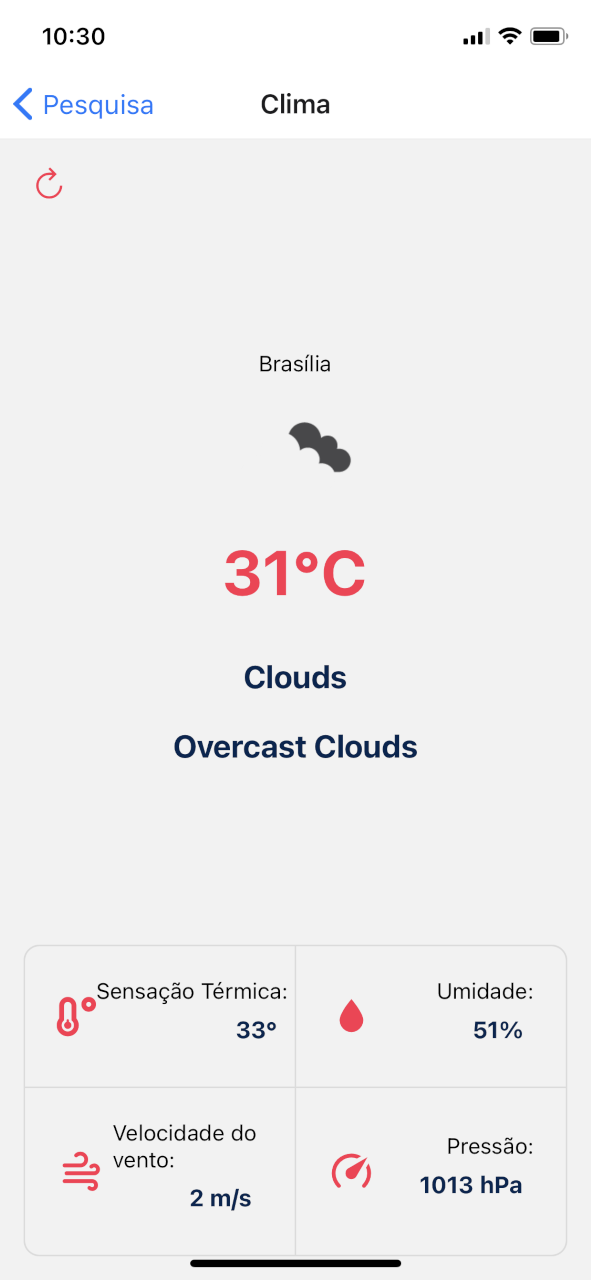 10:30
Pesquisa
Clima
Brasília
31°C
Clouds
Overcast Clouds
Sensação Térmica:
33°
Umidade:
51%
Velocidade do
vento:
2 m/s
Pressão:
1013 hPa